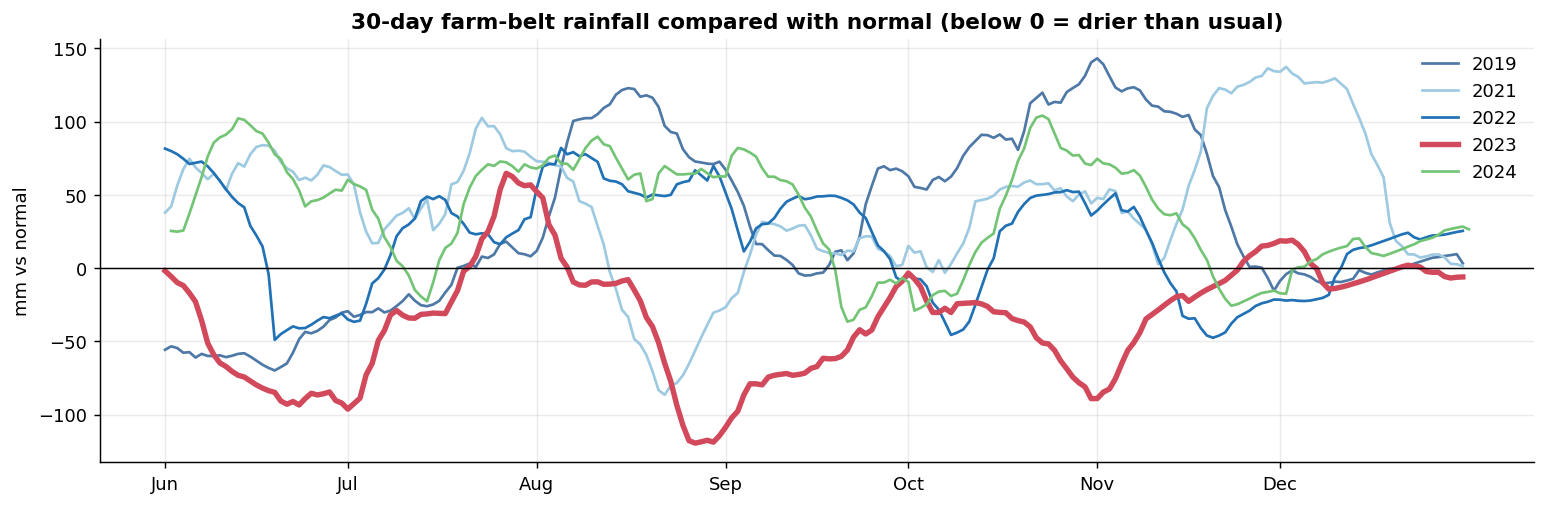 30-day farm-belt rainfall compared with normal (below 0 = drier than usual)
mm vs normal
150
100
50
0
−50
−100
Jun
Jul
Aug
Sep
Oct
Nov
Dec
2019
2021
2022
2023
2024